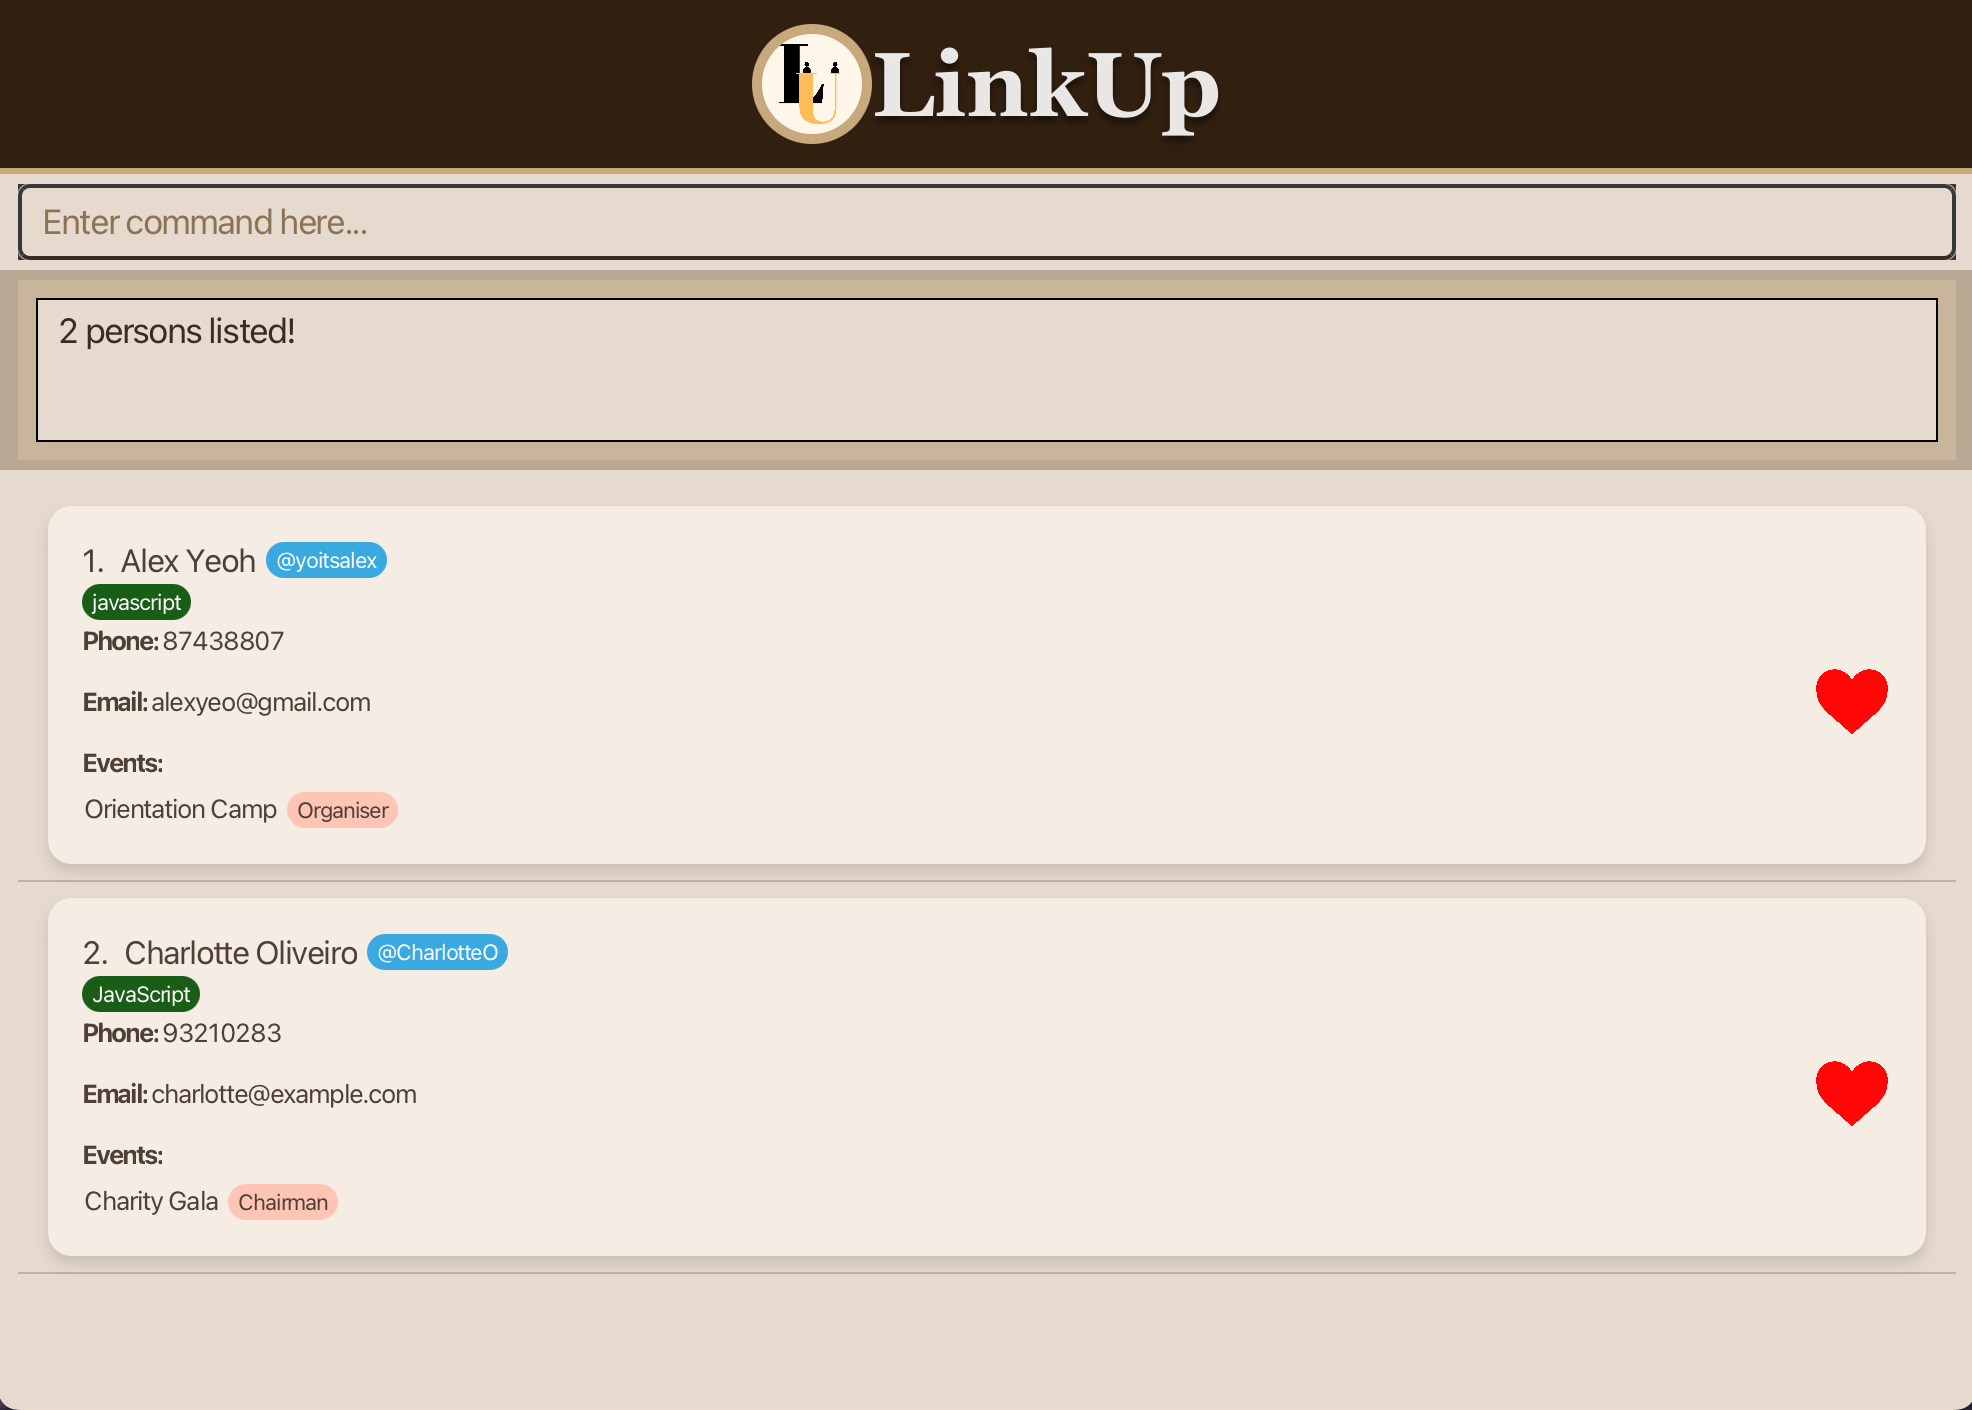 LU LinkUp
Enter command here...
2 persons listed!
1. Alex Yeoh @yoitsalex
javascript
Phone: 87438807
Email: alexyeo@gmail.com
Events:
Orientation Camp Organiser
2. Charlotte Oliveiro @CharlotteO
JavaScript
Phone: 93210283
Email: charlotte@example.com
Events:
Charity Gala Chairman